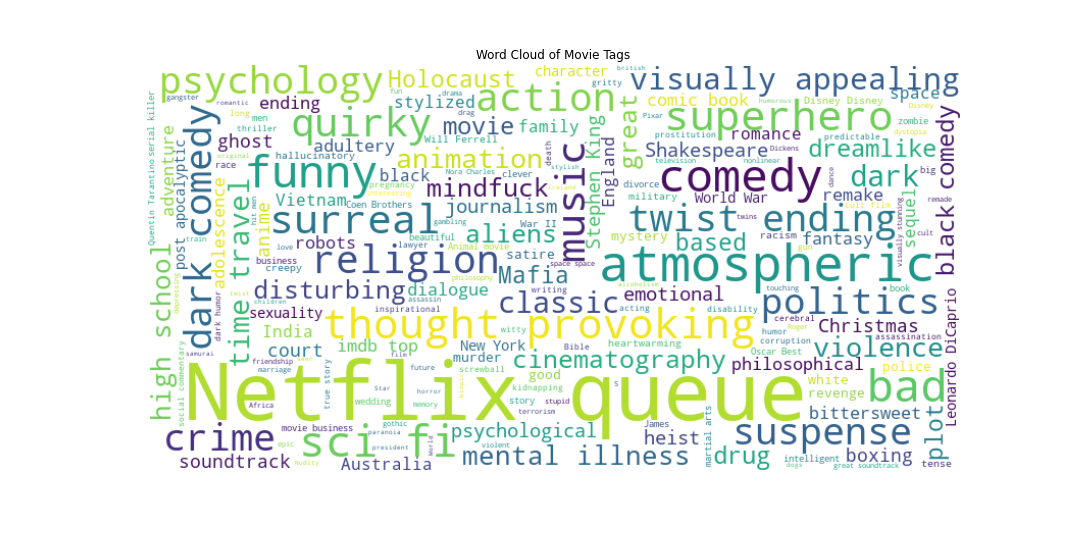 Word Cloud of Movie Tags
psychology
Holocaust
character
british
visually appealing
gangster
romantic
ending
fun
drama
stylized
drag
action
gritty
comic book
humorous
Disney Disney
space
Disney
zombie
dystopia
long
men
thriller
quirky
movie
family
great
Pixar
superhero
prostitution
romance
predictable
Dickens
Quentin Tarantino
serial killer
adventure
post apocalyptic
dark comedy
ghost
original
race
hallucinatory
adultery
Will Ferrell
animation
Nora Charles
clever
death
stylish
music
Stephen King
England
Shakespeare
television
nonlinear
dreamlike
funny
black
mindfuck
pregnancy
interesting
Ireland
divorce
military
comedy
World War
dance
dark
remake
big
remade
cult film
cult
adolescence
time travel
anime
hit men
Vietnam
Coen Brothers
surreal
gambling
journalism
War II
aliens
beautiful
Animal movie
satire
mystery
based
twist ending
twins
racism
gun
fantasy
sequel
visually stunning
black comedy
train
robots
love
business
creepy
lawyer
religion
philosophy
space space
Mafia
atmospheric
touching
book
high school
depressing
samurai
dark humor
twist
children
disturbing
dialogue
assassin
writing
alcoholism
emotional
politics
sexuality
inspirational
classic
acting
disability
cerebral
Roger
Christmas
assassination
India
thought provoking
witty
heartwarming
humor
corruption
violence
Leonardo DiCaprio
social commentary
court
imdb top
film
New York
Bible
cinematography
philosophical
Oscar Best
police
friendship
marriage
true story
future
murder
screwball
good
white
revenge
bad
Netflix queue
Star
horror
kidnapping
s
Africa
wedding
memory
story
stupid
terrorism
bittersweet
plot
crime
movie business
epic
gothic
paranoia
sci fi
president
World
psychological
violent
James
heist
martial arts
suspense
soundtrack
Nudity
Australia
mental illness
drug
intelligent
dogs
great soundtrack
boxing
tense